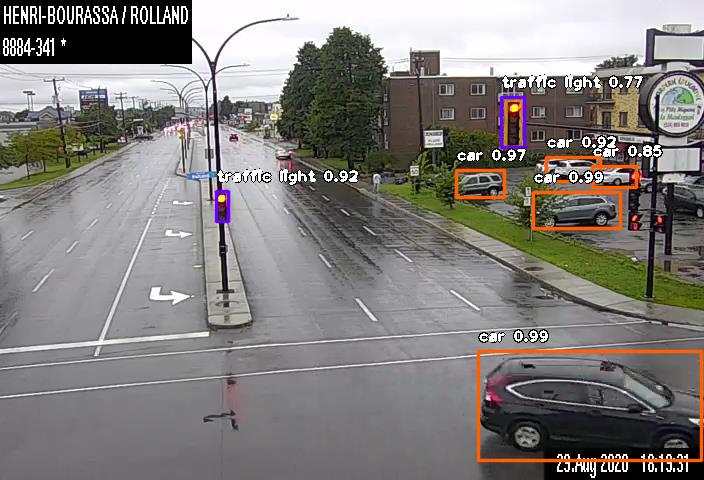 HENRI-BOURASSA / ROLLAND
8884-341 *
traffic light 0.77
car 0.92
car 0.85
car 0.97
car 0.99
traffic light 0.92
car 0.99
29.Aug 2020 18:19:31